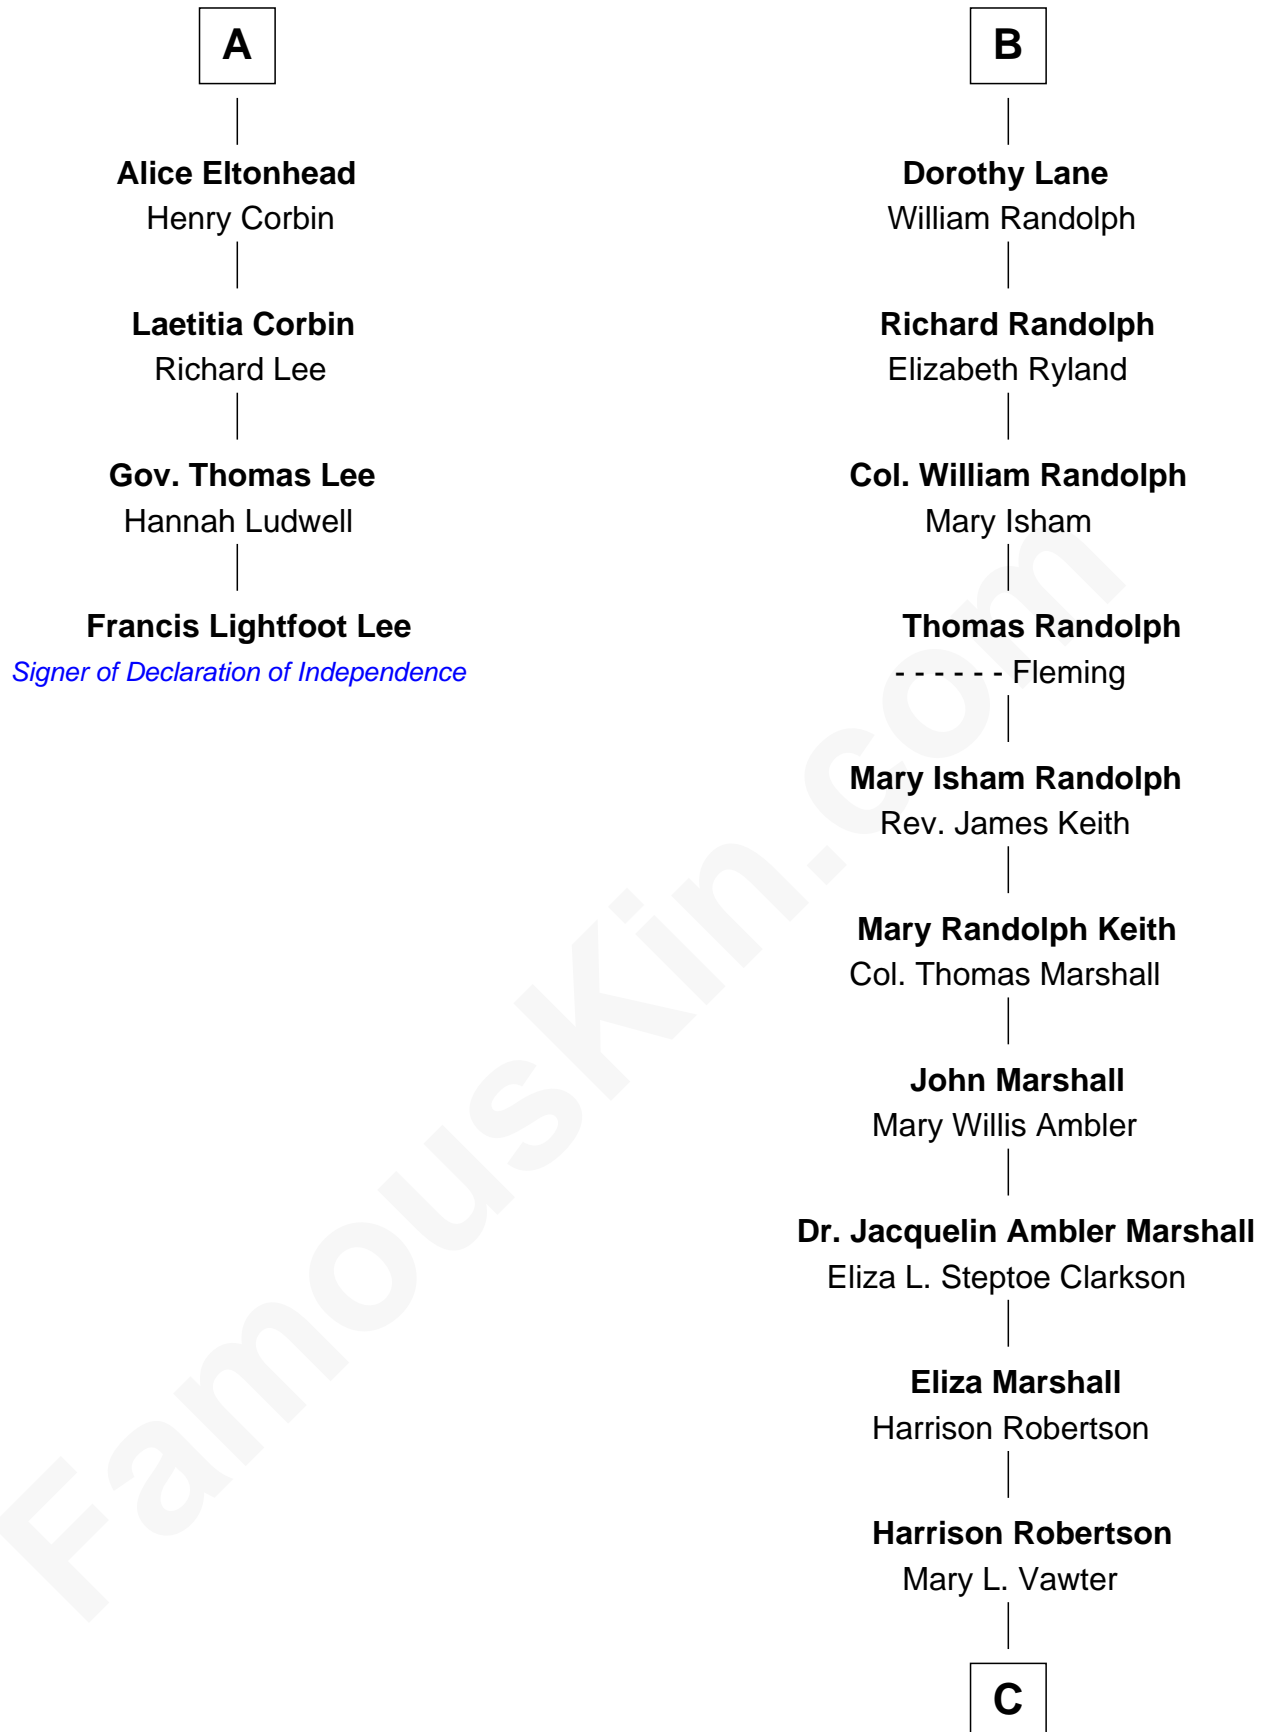 A
Alice Eltonhead
Henry Corbin
Laetitia Corbin
Richard Lee
Gov. Thomas Lee
Hannah Ludwell
Francis Lightfoot Lee
Signer of Declaration of Independence
B
Dorothy Lane
William Randolph
Richard Randolph
Elizabeth Ryland
Col. William Randolph
Mary Isham
Thomas Randolph
- - - - - - Fleming
Mary Isham Randolph
Rev. James Keith
Mary Randolph Keith
Col. Thomas Marshall
John Marshall
Mary Willis Ambler
Dr. Jacquelin Ambler Marshall
Eliza L. Steptoe Clarkson
Eliza Marshall
Harrison Robertson
Harrison Robertson
Mary L. Vawter
C
FamousKin.com